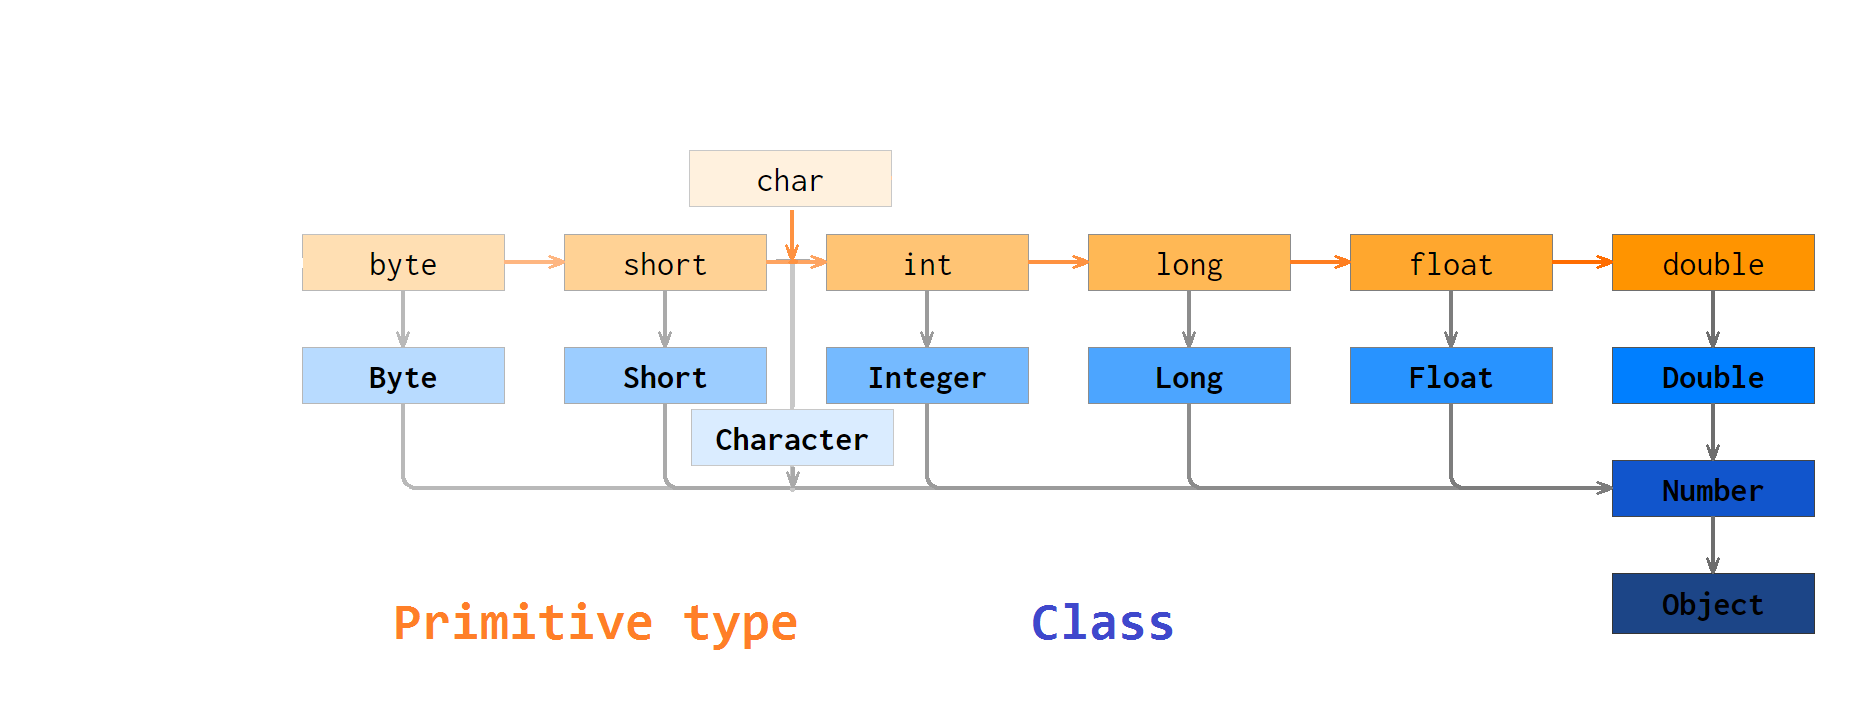 char
byte
short
int
long
float
double
Byte
Short
Integer
Long
Float
Double
Character
Number
Object
Primitive type
Class